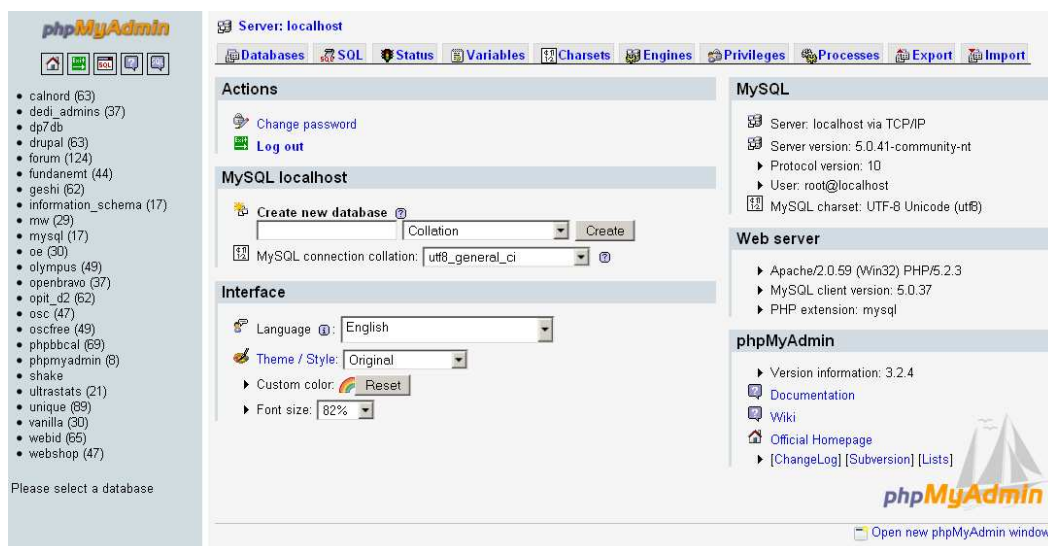 phpMyAdmin
SQL
calnord (63)
dedi_admins (37)
dp7db
drupal (63)
forum (124)
fundanemt (44)
geshi (62)
information_schema (17)
mw (29)
mysql (17)
oe (30)
olympus (49)
openbravo (37)
opit_d2 (62)
osc (47)
oscfree (49)
phpbbcal (69)
phpmyadmin (8)
shake
ultrastats (21)
unique (89)
vanilla (30)
webid (65)
webshop (47)
Please select a database
Server: localhost
Databases SQL Status Variables Charsets Engines Privileges Processes Export Import
Actions
Change password
Log out
MySQL localhost
Create new database
Collation Create
MySQL connection collation: utf8_general_ci
Interface
Language : English
Theme / Style: Original
Custom color: Reset
Font size: 82%
MySQL
Server: localhost via TCP/IP
Server version: 5.0.41-community-nt
Protocol version: 10
User: root@localhost
MySQL charset: UTF-8 Unicode (utf8)
Web server
Apache/2.0.59 (Win32) PHP/5.2.3
MySQL client version: 5.0.37
PHP extension: mysql
phpMyAdmin
Version information: 3.2.4
Documentation
Wiki
Official Homepage
[ChangeLog] [Subversion] [Lists]
phpMyAdmin
Open new phpMyAdmin window